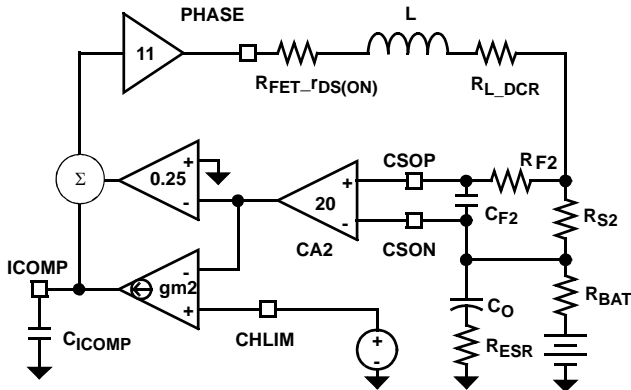 PHASE
L
11
RFET_rDS(ON)
RL_DCR
Σ
0.25
+
-
20
+
-
CA2
CSOP
CSON
RF2
CF2
RS2
ICOMP
CICOMP
gm2
-
+
CHLIM
+
-
CO
RESR
RBAT